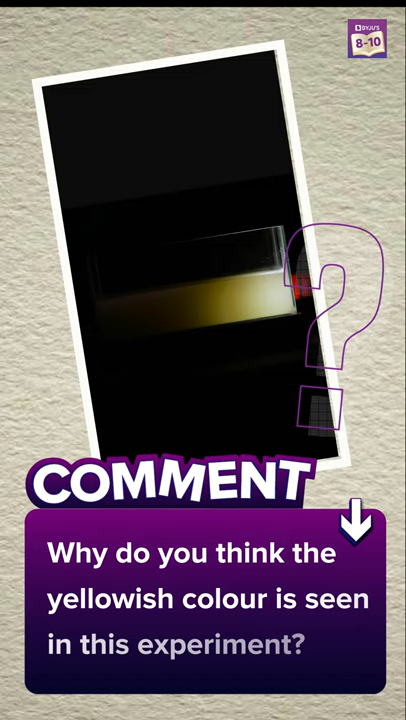 BYJU'S
8-10
COMMENT
Why do you think the
yellowish colour is seen
in this experiment?